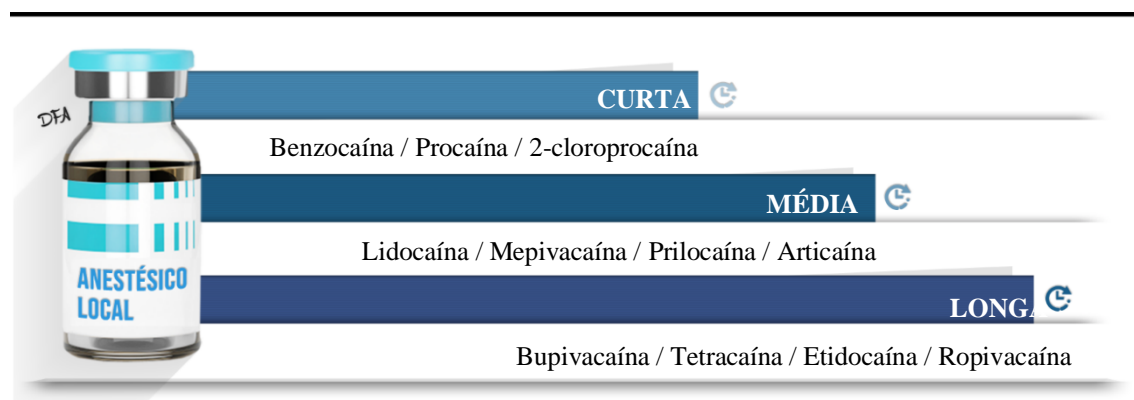 CURTA
DFA
Benzocaína / Procaína / 2-cloroprocaína
MÉDIA
Lidocaína / Mepivacaína / Prilocaína / Articaína
ANESTÉSICO
LOCAL
LONGA
Bupivacaína / Tetracaína / Etidocaína / Ropivacaína